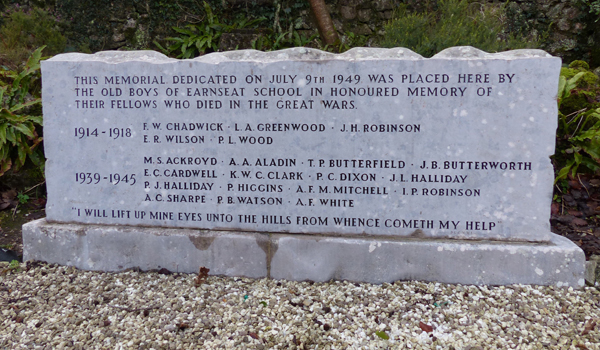 THIS MEMORIAL DEDICATED ON JULY 9TH 1949 WAS PLACED HERE BY
THE OLD BOYS OF EARNSEAT SCHOOL IN HONOURED MEMORY OF
THEIR FELLOWS WHO DIED IN THE GREAT WARS.
1914-1918
F. W. CHADWICK · L. A. GREENWOOD · J. H. ROBINSON
E. R. WILSON · P. L. WOOD
1939-1945
M. S. ACKROYD · A. A. ALADIN · T. P. BUTTERFIELD · J. B. BUTTERWORTH
E. C. CARDWELL · K. W. C. CLARK · P. C. DIXON · J. L. HALLIDAY
P. J. HALLIDAY · P. HIGGINS · A. F. M. MITCHELL · I. P. ROBINSON
A. C. SHARPE · P. B. WATSON · A. F. WHITE
"I WILL LIFT UP MINE EYES UNTO THE HILLS FROM WHENCE COMETH MY HELP"